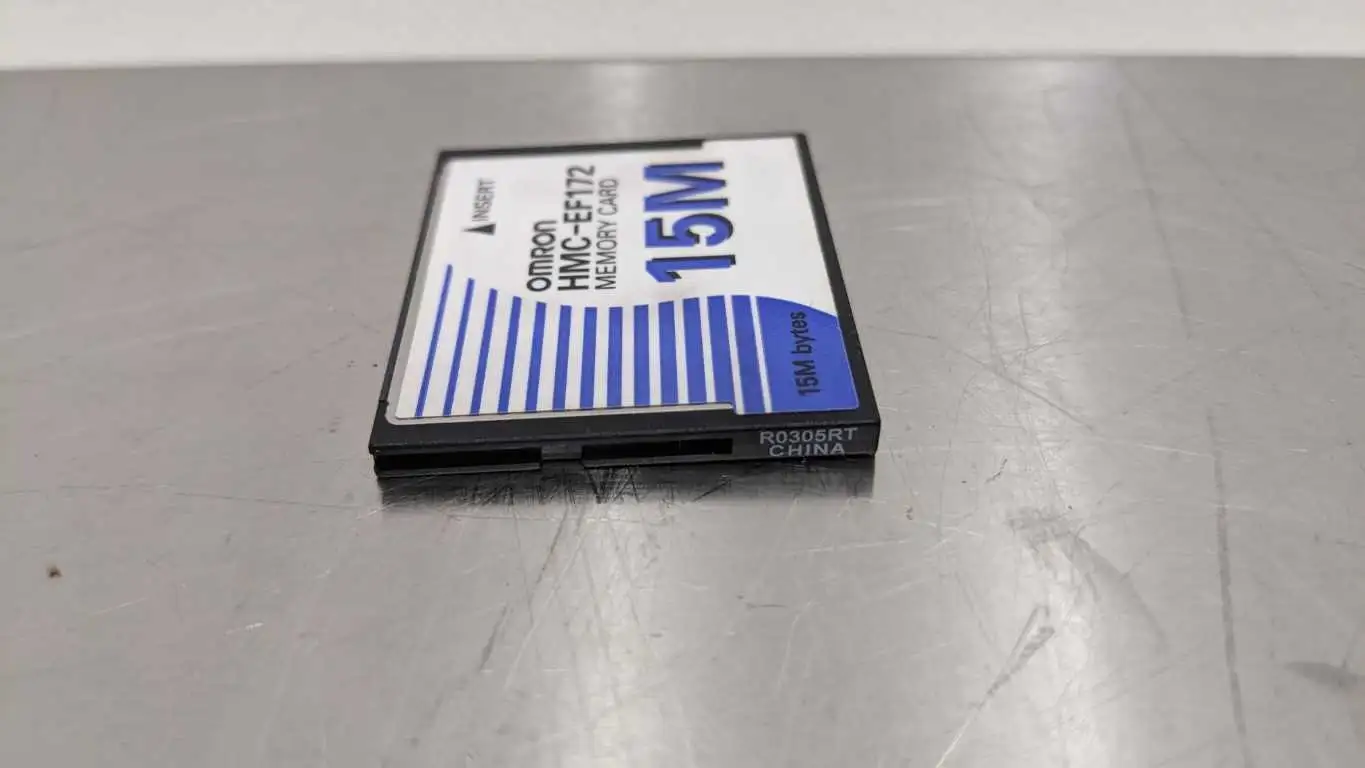 ▲ INSERT
OMRON
HMC-EF172
MEMORY CARD
15M
15M bytes
R0305RT
CHINA